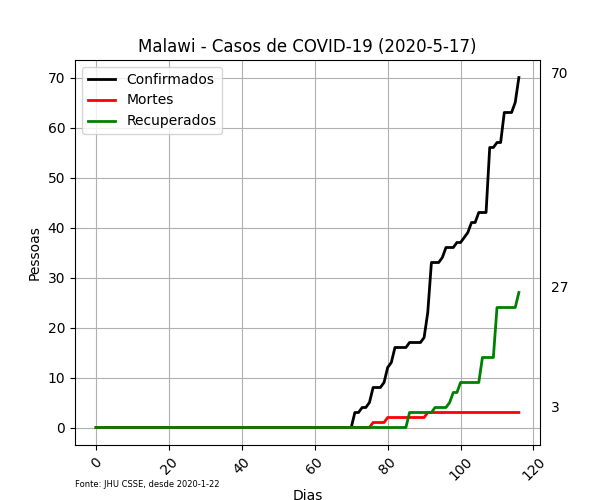 Malawi - Casos de COVID-19 (2020-5-17)
Confirmados
Mortes
Recuperados
70
60
50
40
30
20
10
0
Pessoas
70
27
3
0 20 40 60 80 100 120
Fonte: JHU CSSE, desde 2020-1-22
Dias